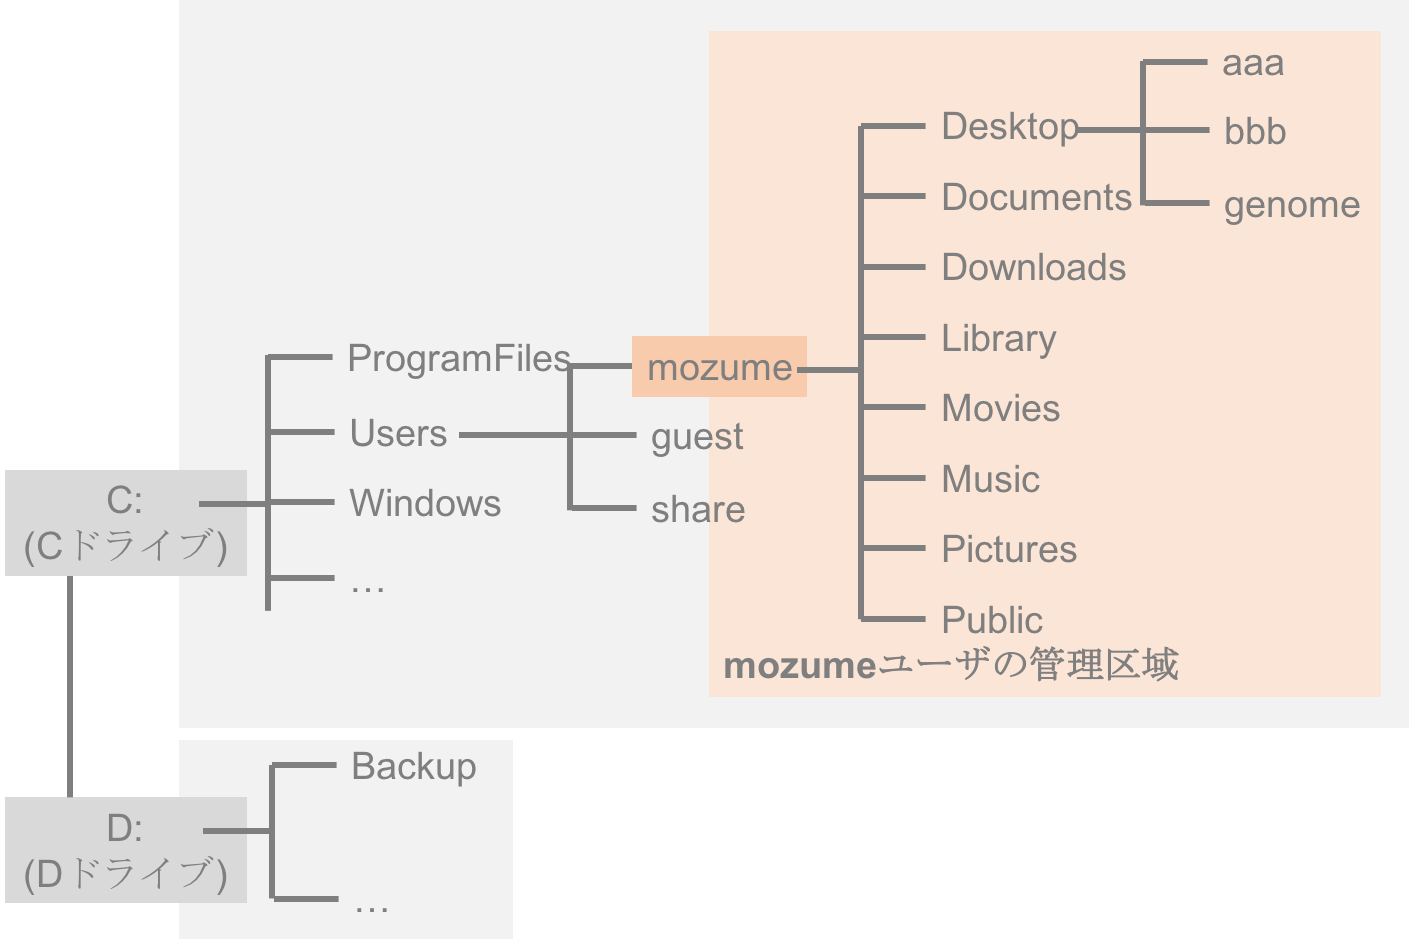 aaa
Desktop
bbb
Documents
genome
Downloads
Library
ProgramFiles
mozume
Movies
Users
guest
Music
C:
(Cドライブ)
Windows
share
Pictures
…
Public
mozumeユーザの管理区域
Backup
D:
(Dドライブ)
…